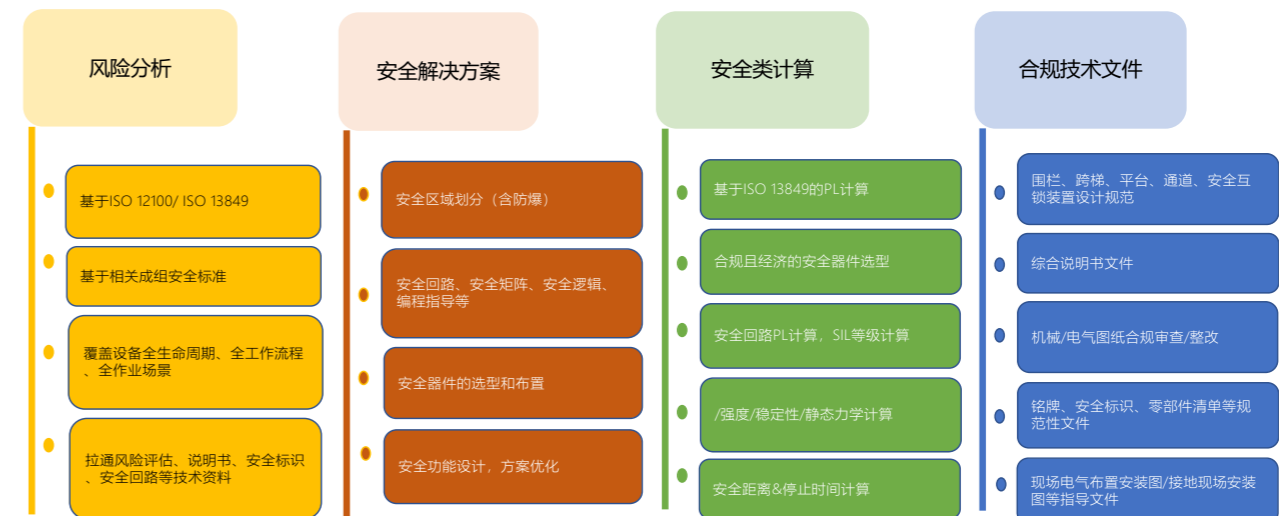 风险分析
基于ISO 12100/ ISO 13849
基于相关成组安全标准
覆盖设备全生命周期、全工作流程
、全作业场景
拉通风险评估、说明书、安全标识
、安全回路等技术资料
安全解决方案
安全区域划分（含防爆）
安全回路、安全矩阵、安全逻辑、
编程指导等
安全器件的选型和布置
安全功能设计，方案优化
安全类计算
基于ISO 13849的PL计算
合规且经济的安全器件选型
安全回路PL计算，SIL等级计算
/强度/稳定性/静态力学计算
安全距离&停止时间计算
合规技术文件
围栏、跨梯、平台、通道、安全互
锁装置设计规范
综合说明书文件
机械/电气图纸合规审查/整改
铭牌、安全标识、零部件清单等规
范性文件
现场电气布置安装图/接地现场安装
图等指导文件